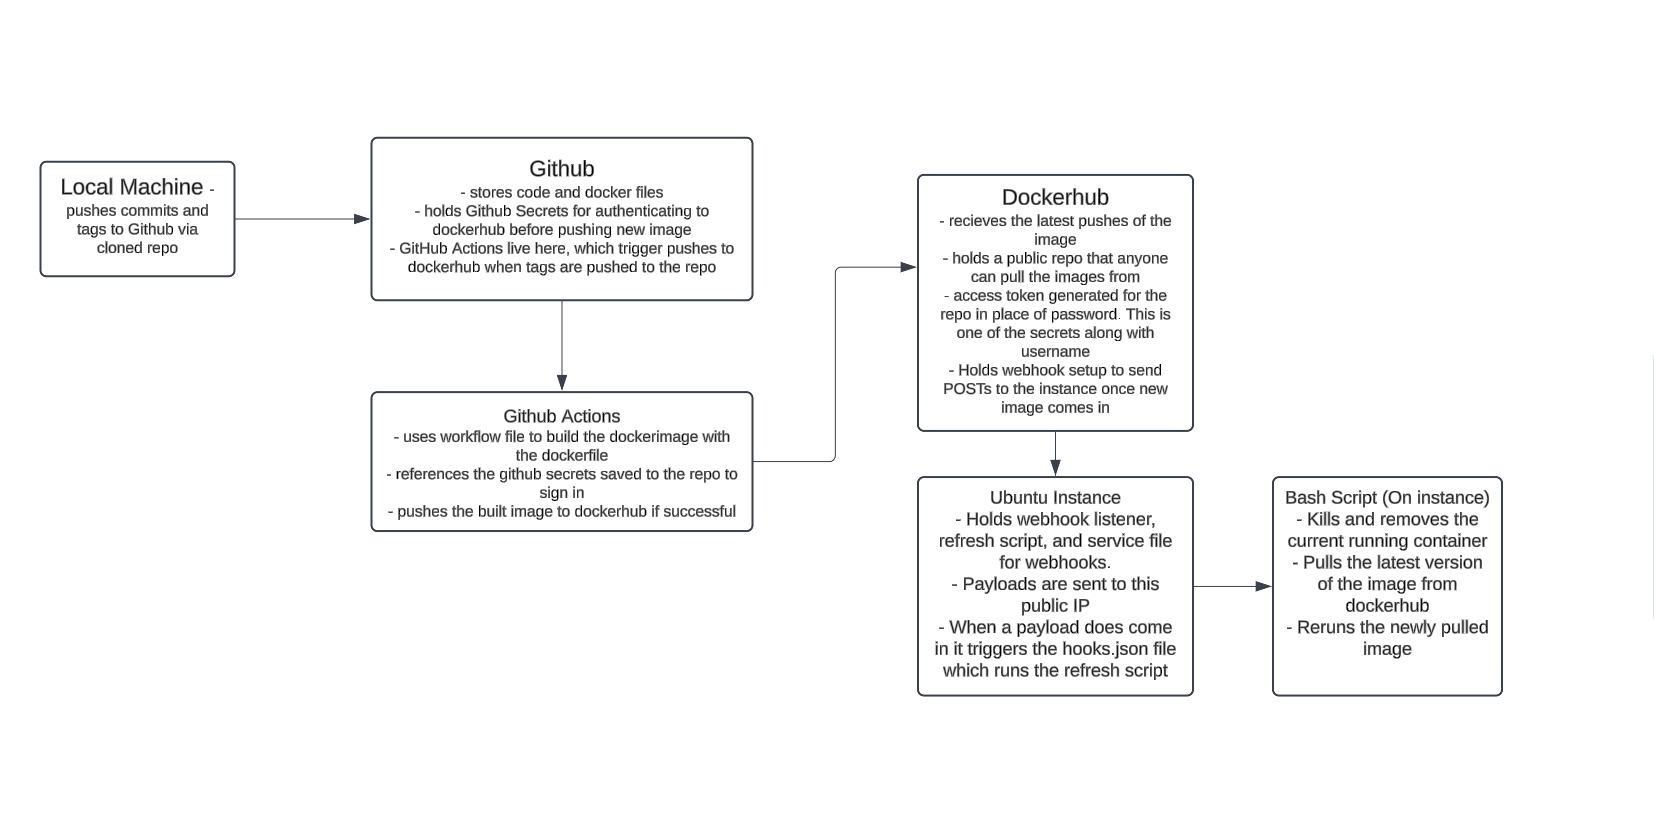 Local Machine -
pushes commits and
tags to Github via
cloned repo
Github
- stores code and docker files
- holds Github Secrets for authenticating to
dockerhub before pushing new image
- GitHub Actions live here, which trigger pushes to
dockerhub when tags are pushed to the repo
Github Actions
- uses workflow file to build the dockerimage with
the dockerfile
- references the github secrets saved to the repo to
sign in
- pushes the built image to dockerhub if successful
Dockerhub
- recieves the latest pushes of the
image
- holds a public repo that anyone
can pull the images from
- access token generated for the
repo in place of password. This is
one of the secrets along with
username
- Holds webhook setup to send
POSTs to the instance once new
image comes in
Ubuntu Instance
- Holds webhook listener,
refresh script, and service file
for webhooks.
- Payloads are sent to this
public IP
- When a payload does come
in it triggers the hooks.json file
which runs the refresh script
Bash Script (On instance)
- Kills and removes the
current running container
- Pulls the latest version
of the image from
dockerhub
- Reruns the newly pulled
image